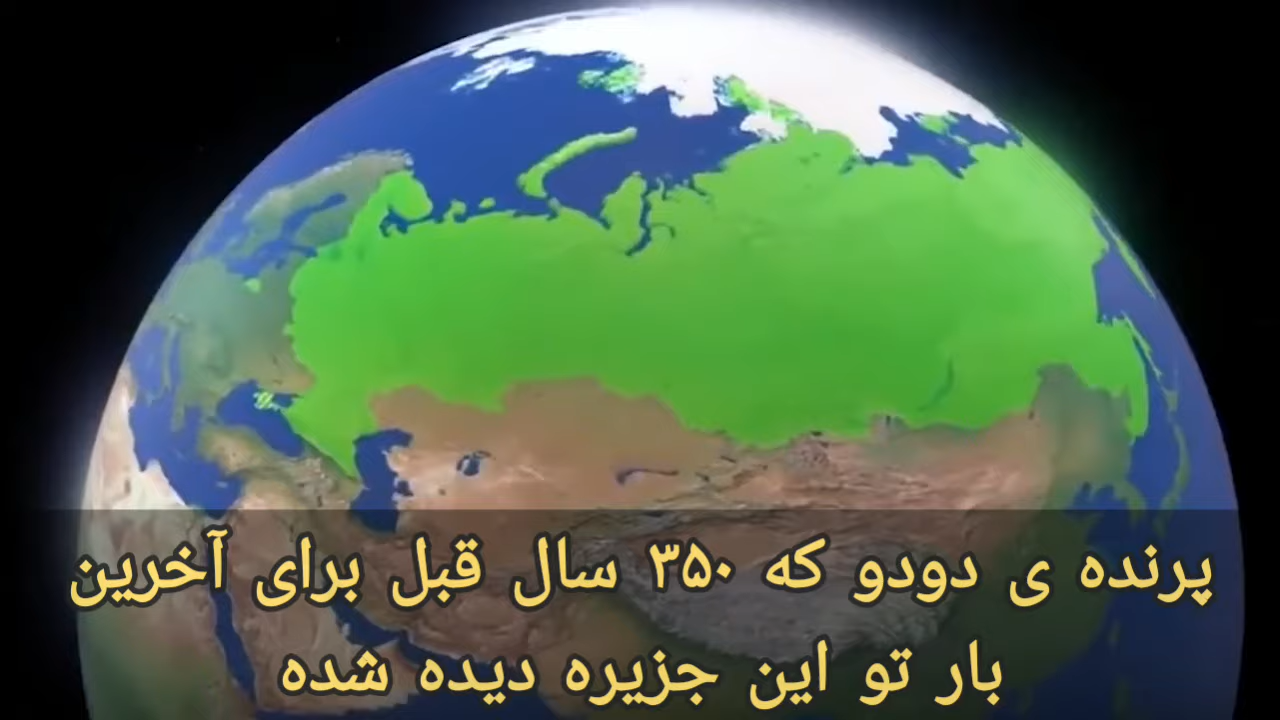 پرنده ی دودو که ۳۵۰ سال قبل برای آخرین
بار تو این جزیره دیده شده